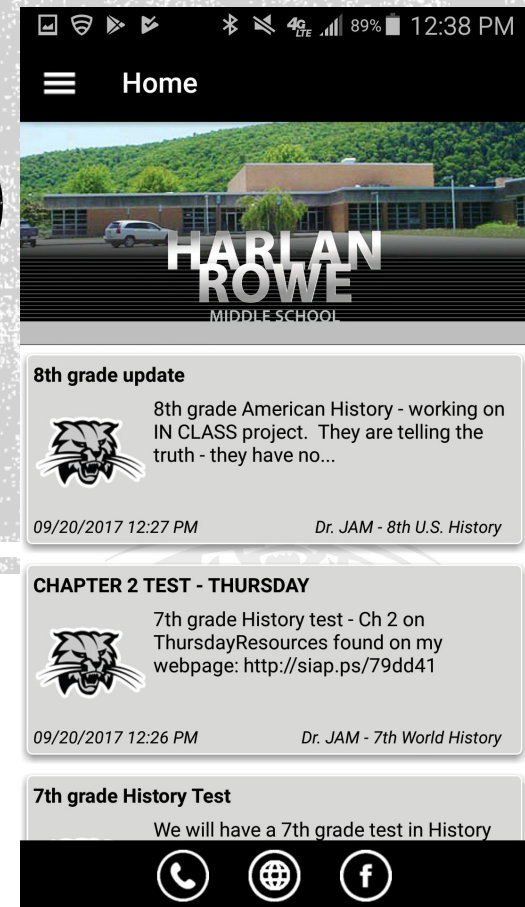 4G LTE 89% 12:38 PM
Home
HARLAN
ROWE
MIDDLE SCHOOL
8th grade update
8th grade American History - working on
IN CLASS project.  They are telling the
truth - they have no...
09/20/2017 12:27 PM Dr. JAM - 8th U.S. History
CHAPTER 2 TEST - THURSDAY
7th grade History test - Ch 2 on
ThursdayResources found on my
webpage: http://siap.ps/79dd41
09/20/2017 12:26 PM Dr. JAM - 7th World History
7th grade History Test
We will have a 7th grade test in History
f